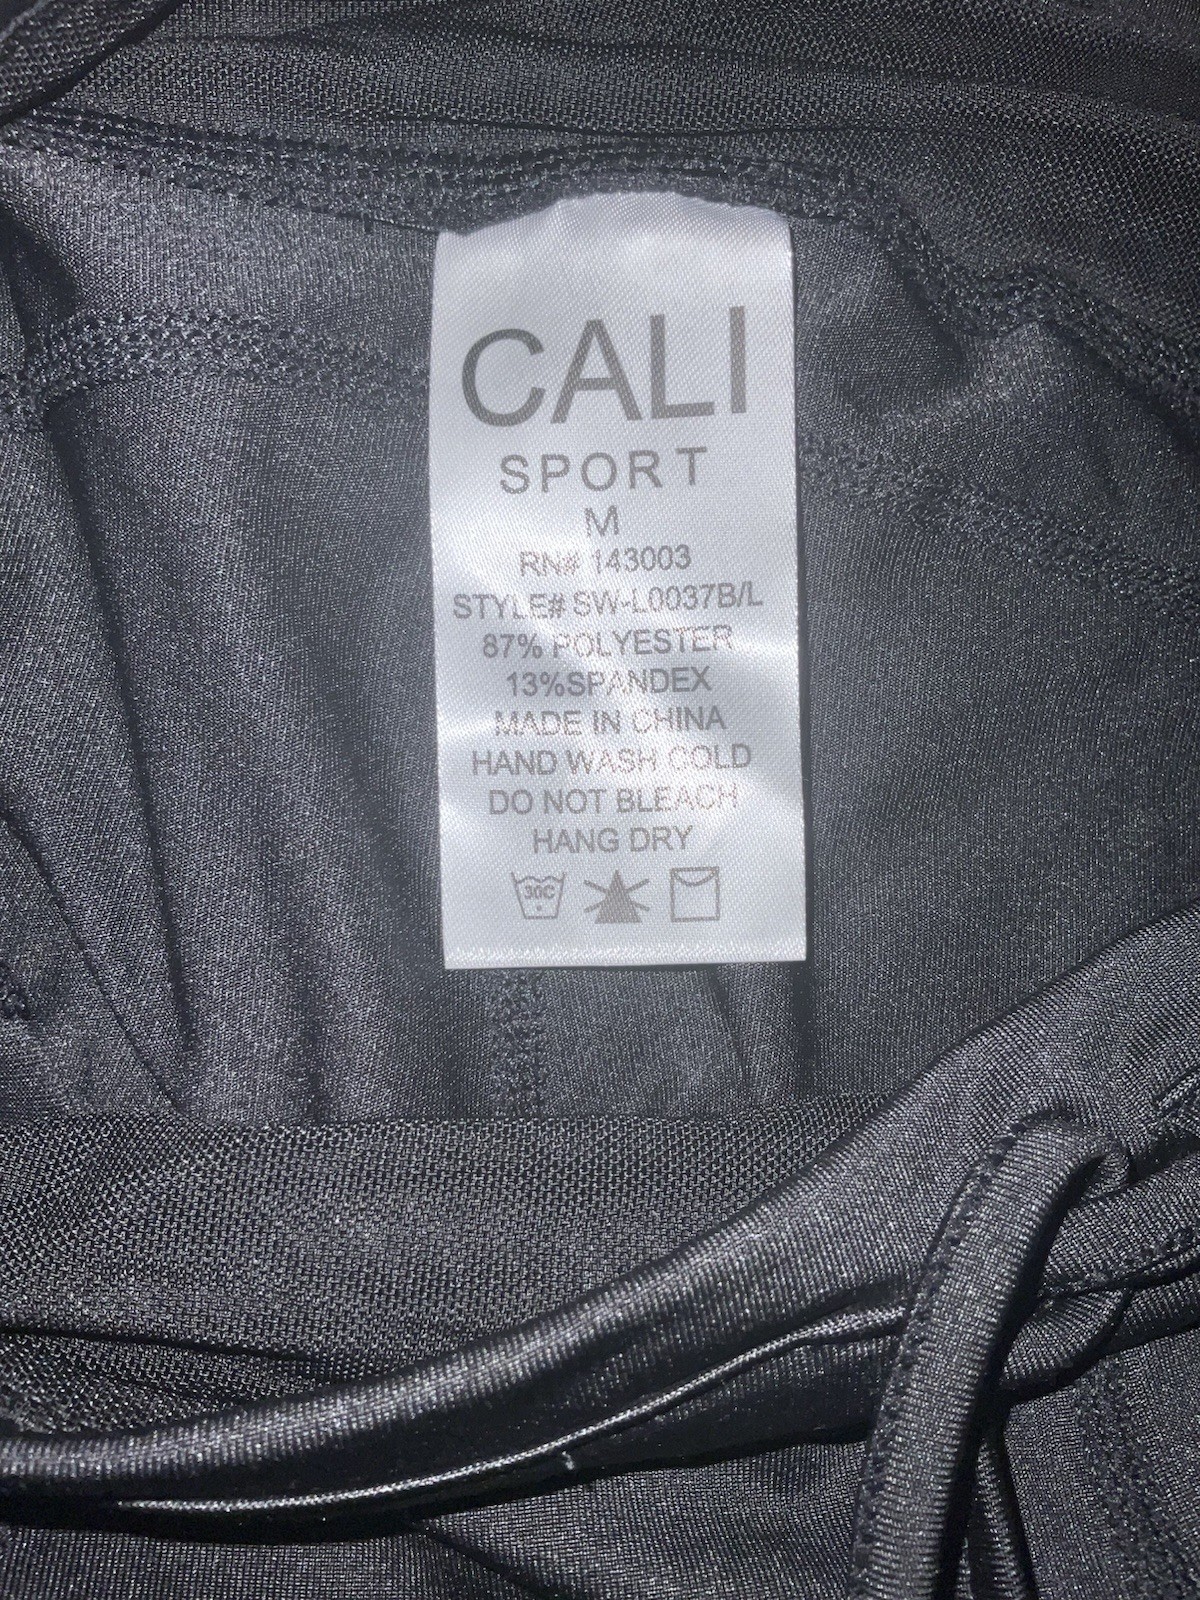 CALI
SPORT
M
RN# 143003
STYLE# SW-L0037B/L
87% POLYESTER
13%SPANDEX
MADE IN CHINA
HAND WASH COLD
DO NOT BLEACH
HANG DRY
30C